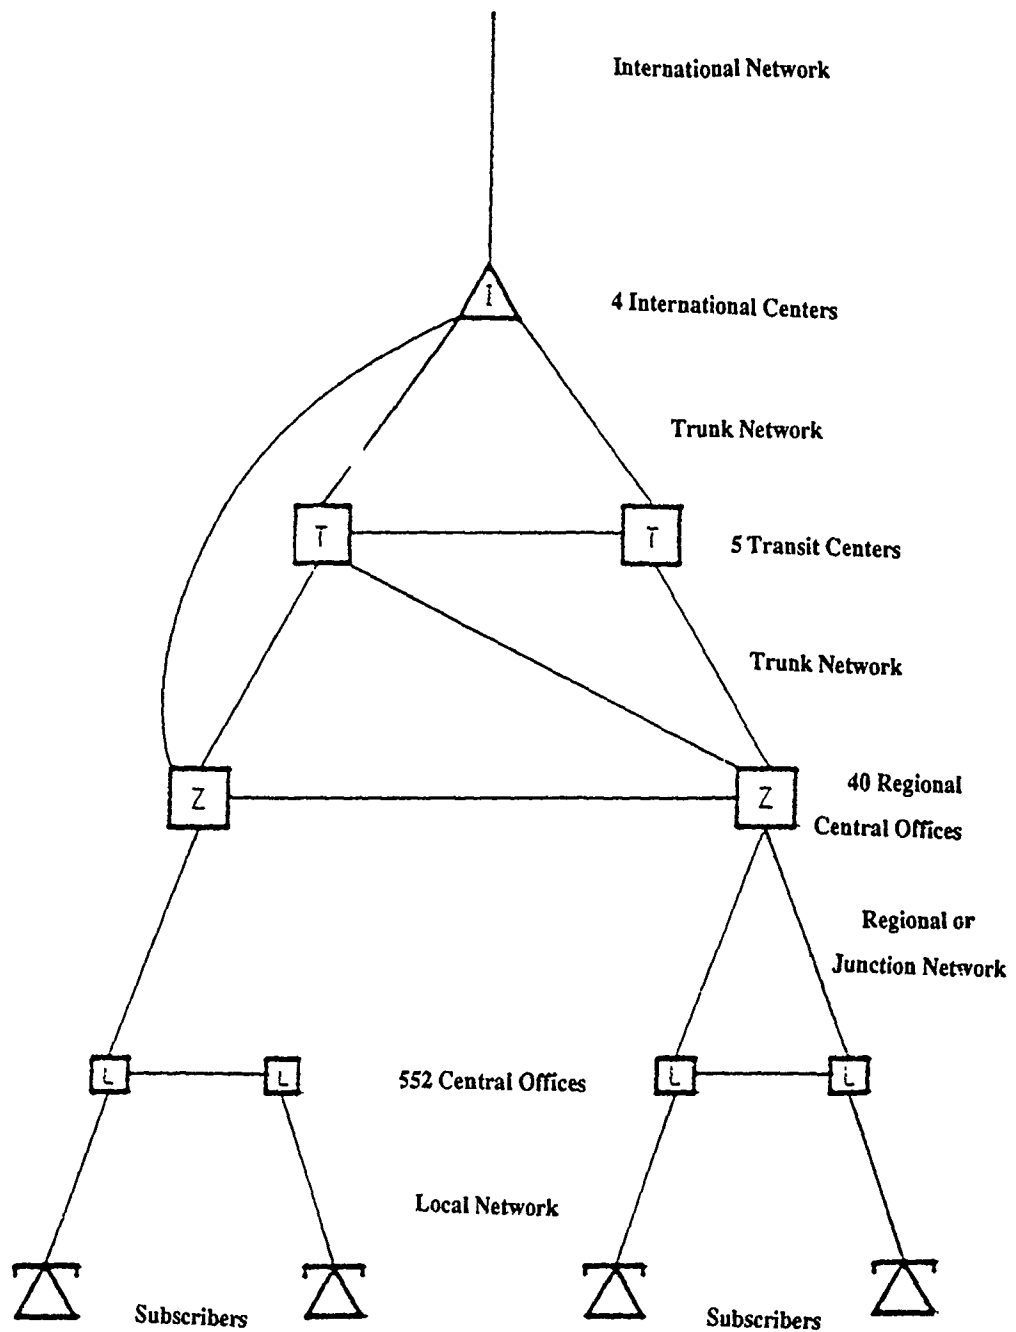 International Network
I
4 International Centers
Trunk Network
T
T
5 Transit Centers
Trunk Network
Z
Z
40 Regional
Central Offices
Regional or
Junction Network
L
L
552 Central Offices
L
L
Local Network
Subscribers
Subscribers